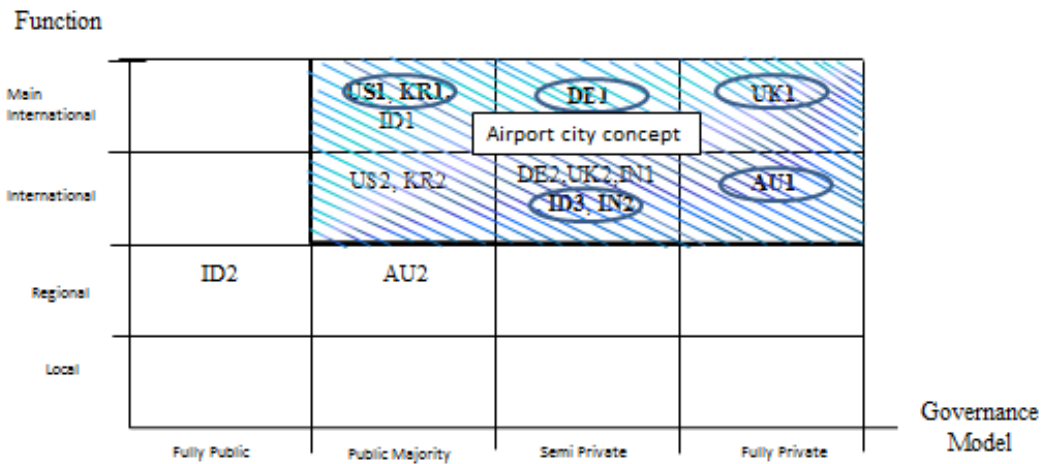 Function
Main
International
US1, KR1,
ID1
DE1
UK1
Airport city concept
International
US2, KR2
DE2,UK2,IN1
ID3, IN2
AU1
Regional
ID2
AU2
Local
Fully Public
Public Majority
Semi Private
Fully Private
Governance
Model